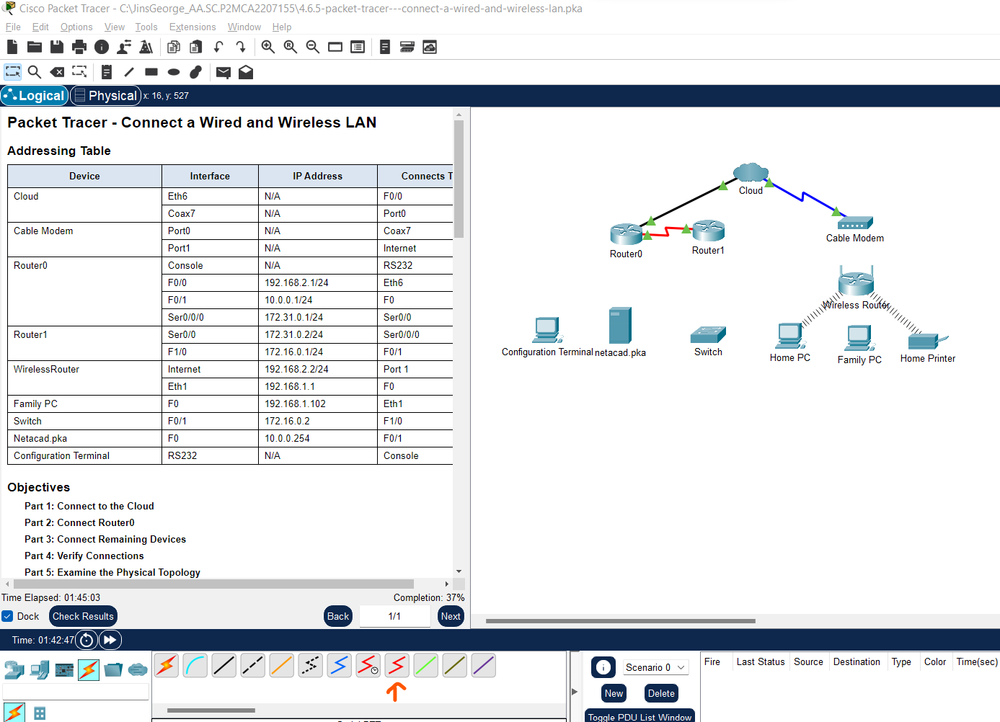 Cisco Packet Tracer - C:\JinsGeorge_AA.SC.P2MCA2207155\4.6.5-packet-tracer---connect-a-wired-and-wireless-lan.pka
File Edit Options View Tools Extensions Window Help
Logical Physical x: 16, y: 527
Packet Tracer - Connect a Wired and Wireless LAN
Addressing Table
Device Interface IP Address Connects T
Cloud Eth6 N/A F0/0
Coax7 N/A Port0
Cable Modem Port0 N/A Coax7
Port1 N/A Internet
Router0 Console N/A RS232
F0/0 192.168.2.1/24 Eth6
F0/1 10.0.0.1/24 F0
Ser0/0/0 172.31.0.1/24 Ser0/0
Router1 Ser0/0 172.31.0.2/24 Ser0/0/0
F1/0 172.16.0.1/24 F0/1
WirelessRouter Internet 192.168.2.2/24 Port 1
Eth1 192.168.1.1 F0
Family PC F0 192.168.1.102 Eth1
Switch F0/1 172.16.0.2 F1/0
Netacad.pka F0 10.0.0.254 F0/1
Configuration Terminal RS232 N/A Console
Objectives
Part 1: Connect to the Cloud
Part 2: Connect Router0
Part 3: Connect Remaining Devices
Part 4: Verify Connections
Part 5: Examine the Physical Topology
Time Elapsed: 01:45:03 Completion: 37%
Dock Check Results Back 1/1 Next
Cloud
Cable Modem
Router0
Router1
Wireless Router
Configuration Terminal
netacad.pka
Switch
Home PC
Family PC
Home Printer
Time: 01:42:47
Scenario 0
New Delete
Toggle PDU List Window
Fire Last Status Source Destination Type Color Time(sec)